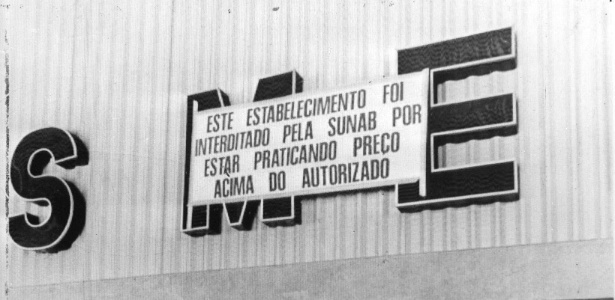 S M E
ESTE ESTABELECIMENTO FOI
INTERDITADO PELA SUNAB POR
ESTAR PRATICANDO PREÇO
ACIMA DO AUTORIZADO